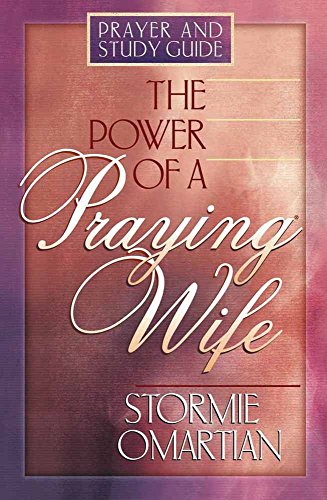 PRAYER AND
STUDY GUIDE
THE
POWER
OF A
Praying®
Wife
STORMIE
OMARTIAN